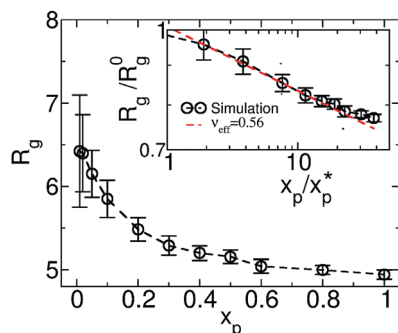 8
7
6
5
R_g
0
0.2
0.4
0.6
0.8
1
x_p
1
0.7
R_g/R_g^0
Simulation
ν_eff=0.56
1
10
x_p/x_p^*